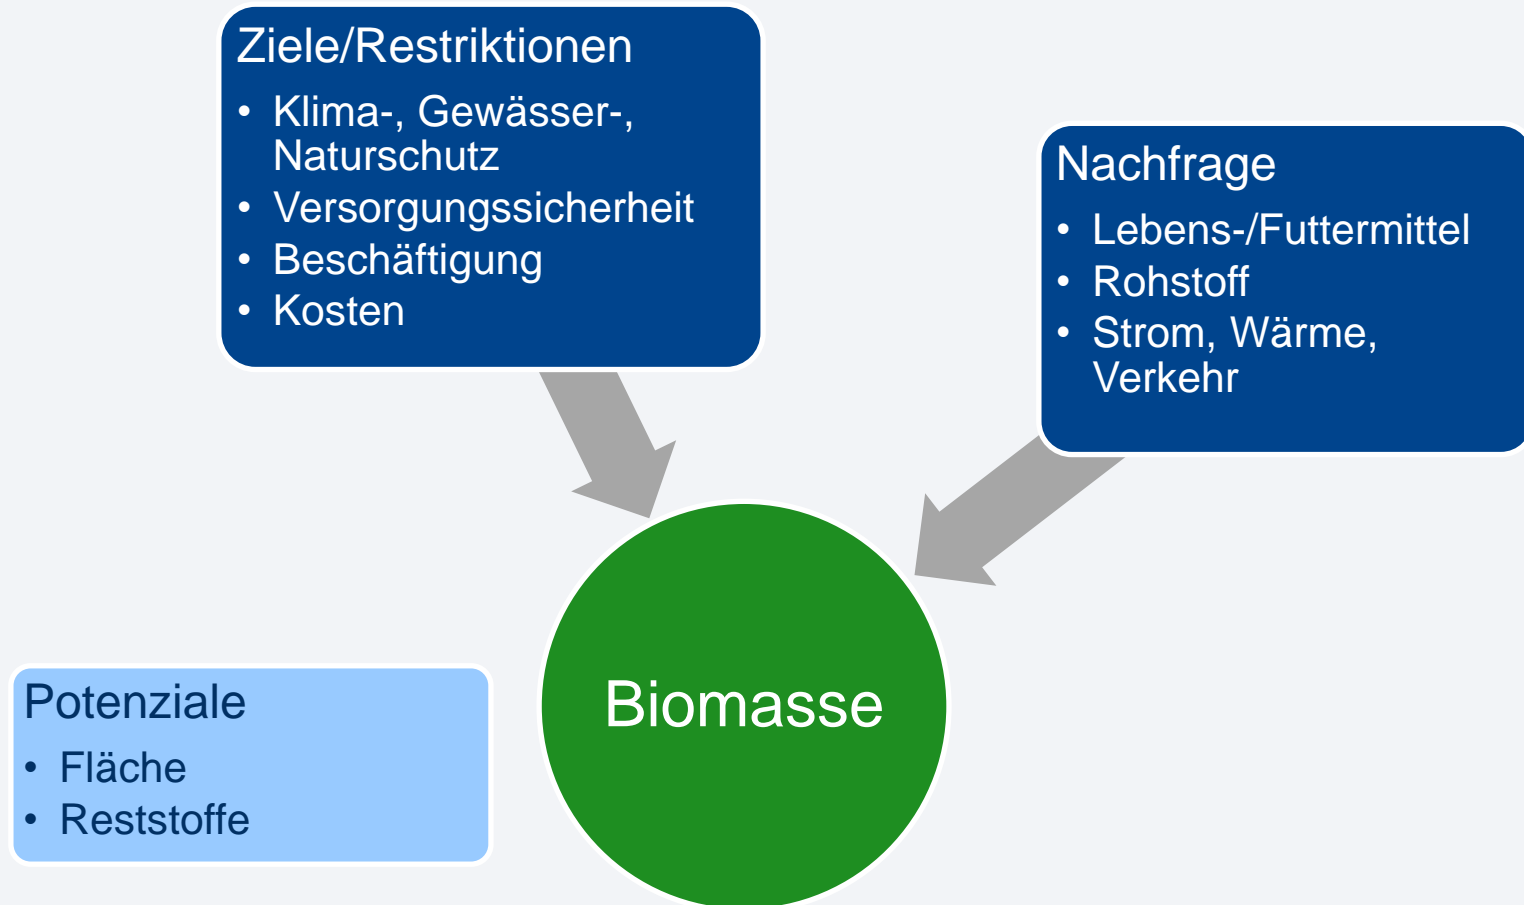 Ziele/Restriktionen
• Klima-, Gewässer-,
Naturschutz
• Versorgungssicherheit
• Beschäftigung
• Kosten
Nachfrage
• Lebens-/Futtermittel
• Rohstoff
• Strom, Wärme,
Verkehr
Biomasse
Potenziale
• Fläche
• Reststoffe